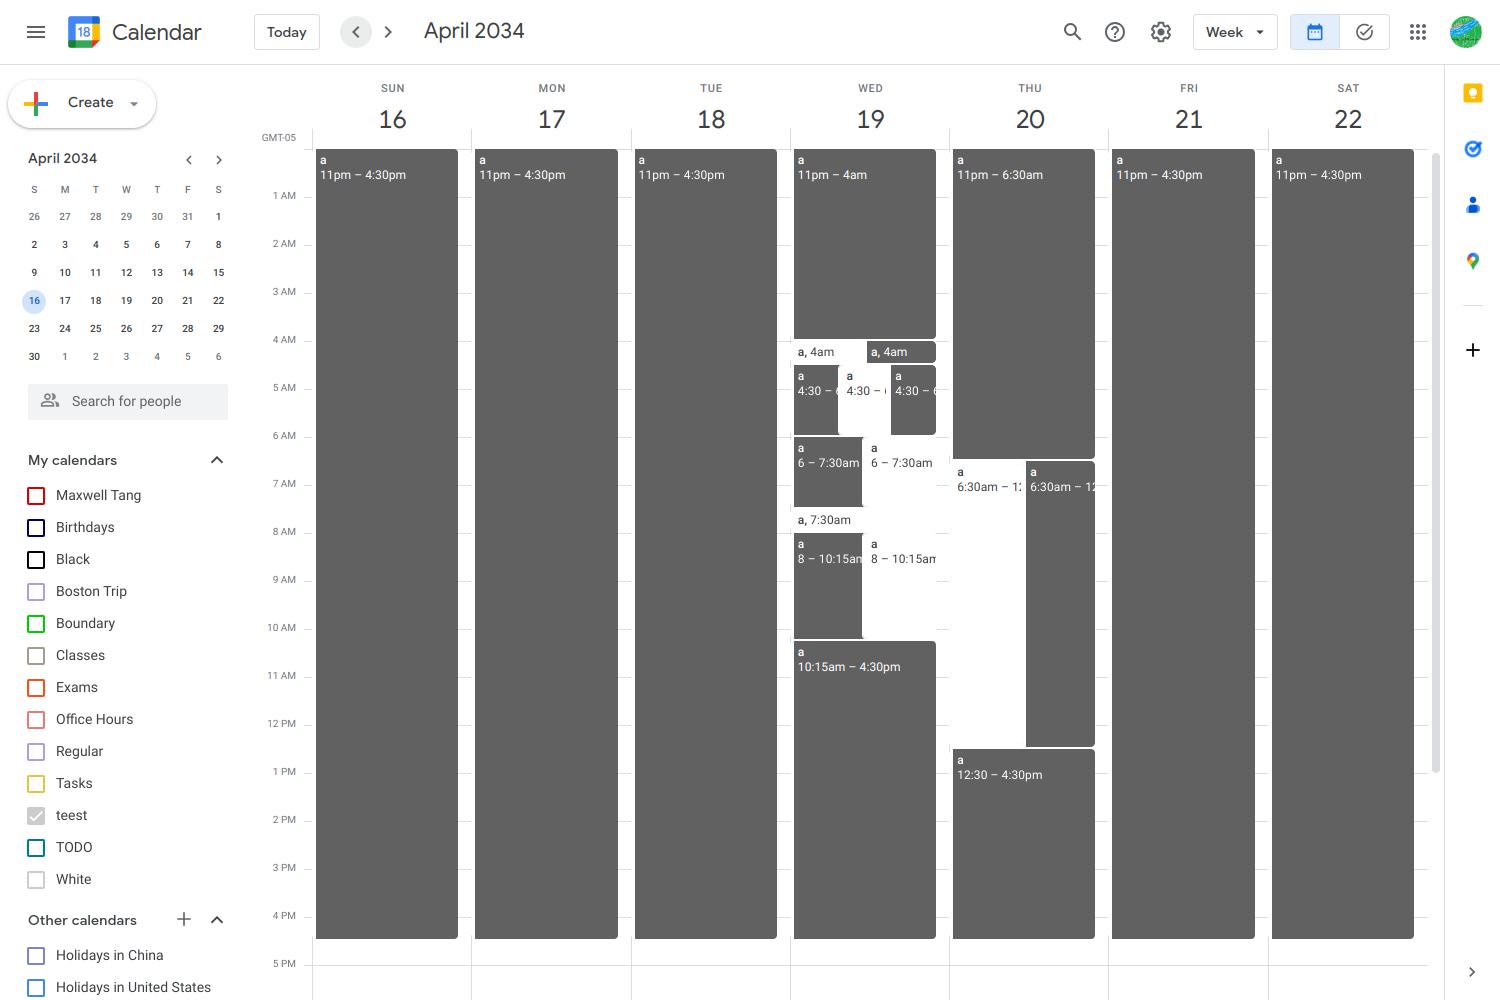 18 Calendar Today April 2034 Week
Create
April 2034
S M T W T F S
26 27 28 29 30 31 1
2 3 4 5 6 7 8
9 10 11 12 13 14 15
16 17 18 19 20 21 22
23 24 25 26 27 28 29
30 1 2 3 4 5 6
Search for people
My calendars
Maxwell Tang
Birthdays
Black
Boston Trip
Boundary
Classes
Exams
Office Hours
Regular
Tasks
teest
TODO
White
Other calendars
Holidays in China
Holidays in United States
SUN MON TUE WED THU FRI SAT
16 17 18 19 20 21 22
GMT-05
1 AM
2 AM
3 AM
4 AM
5 AM
6 AM
7 AM
8 AM
9 AM
10 AM
11 AM
12 PM
1 PM
2 PM
3 PM
4 PM
5 PM
a
11pm – 4:30pm
a
11pm – 4:30pm
a
11pm – 4:30pm
a
11pm – 4am
a, 4am
a, 4am
a
4:30 –
a
4:30 –
a
4:30 – 6
a
6 – 7:30am
a
6 – 7:30am
a, 7:30am
a
8 – 10:15am
a
8 – 10:15am
a
10:15am – 4:30pm
a
11pm – 6:30am
a
6:30am – 12
a
6:30am – 12
a
12:30 – 4:30pm
a
11pm – 4:30pm
a
11pm – 4:30pm